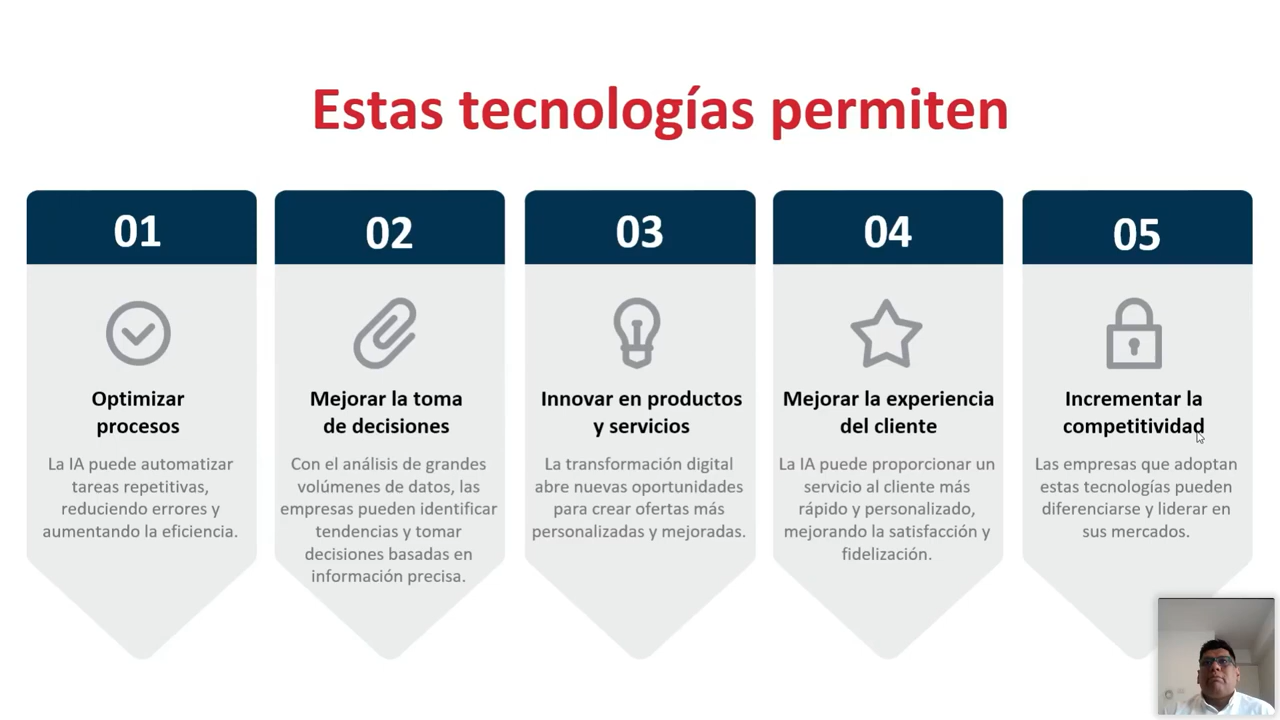 Estas tecnologías permiten
01
Optimizar
procesos
La IA puede automatizar
tareas repetitivas,
reduciendo errores y
aumentando la eficiencia.
02
Mejorar la toma
de decisiones
Con el análisis de grandes
volúmenes de datos, las
empresas pueden identificar
tendencias y tomar
decisiones basadas en
información precisa.
03
Innovar en productos
y servicios
La transformación digital
abre nuevas oportunidades
para crear ofertas más
personalizadas y mejoradas.
04
Mejorar la experiencia
del cliente
La IA puede proporcionar un
servicio al cliente más
rápido y personalizado,
mejorando la satisfacción y
fidelización.
05
Incrementar la
competitividad
Las empresas que adoptan
estas tecnologías pueden
diferenciarse y liderar en
sus mercados.